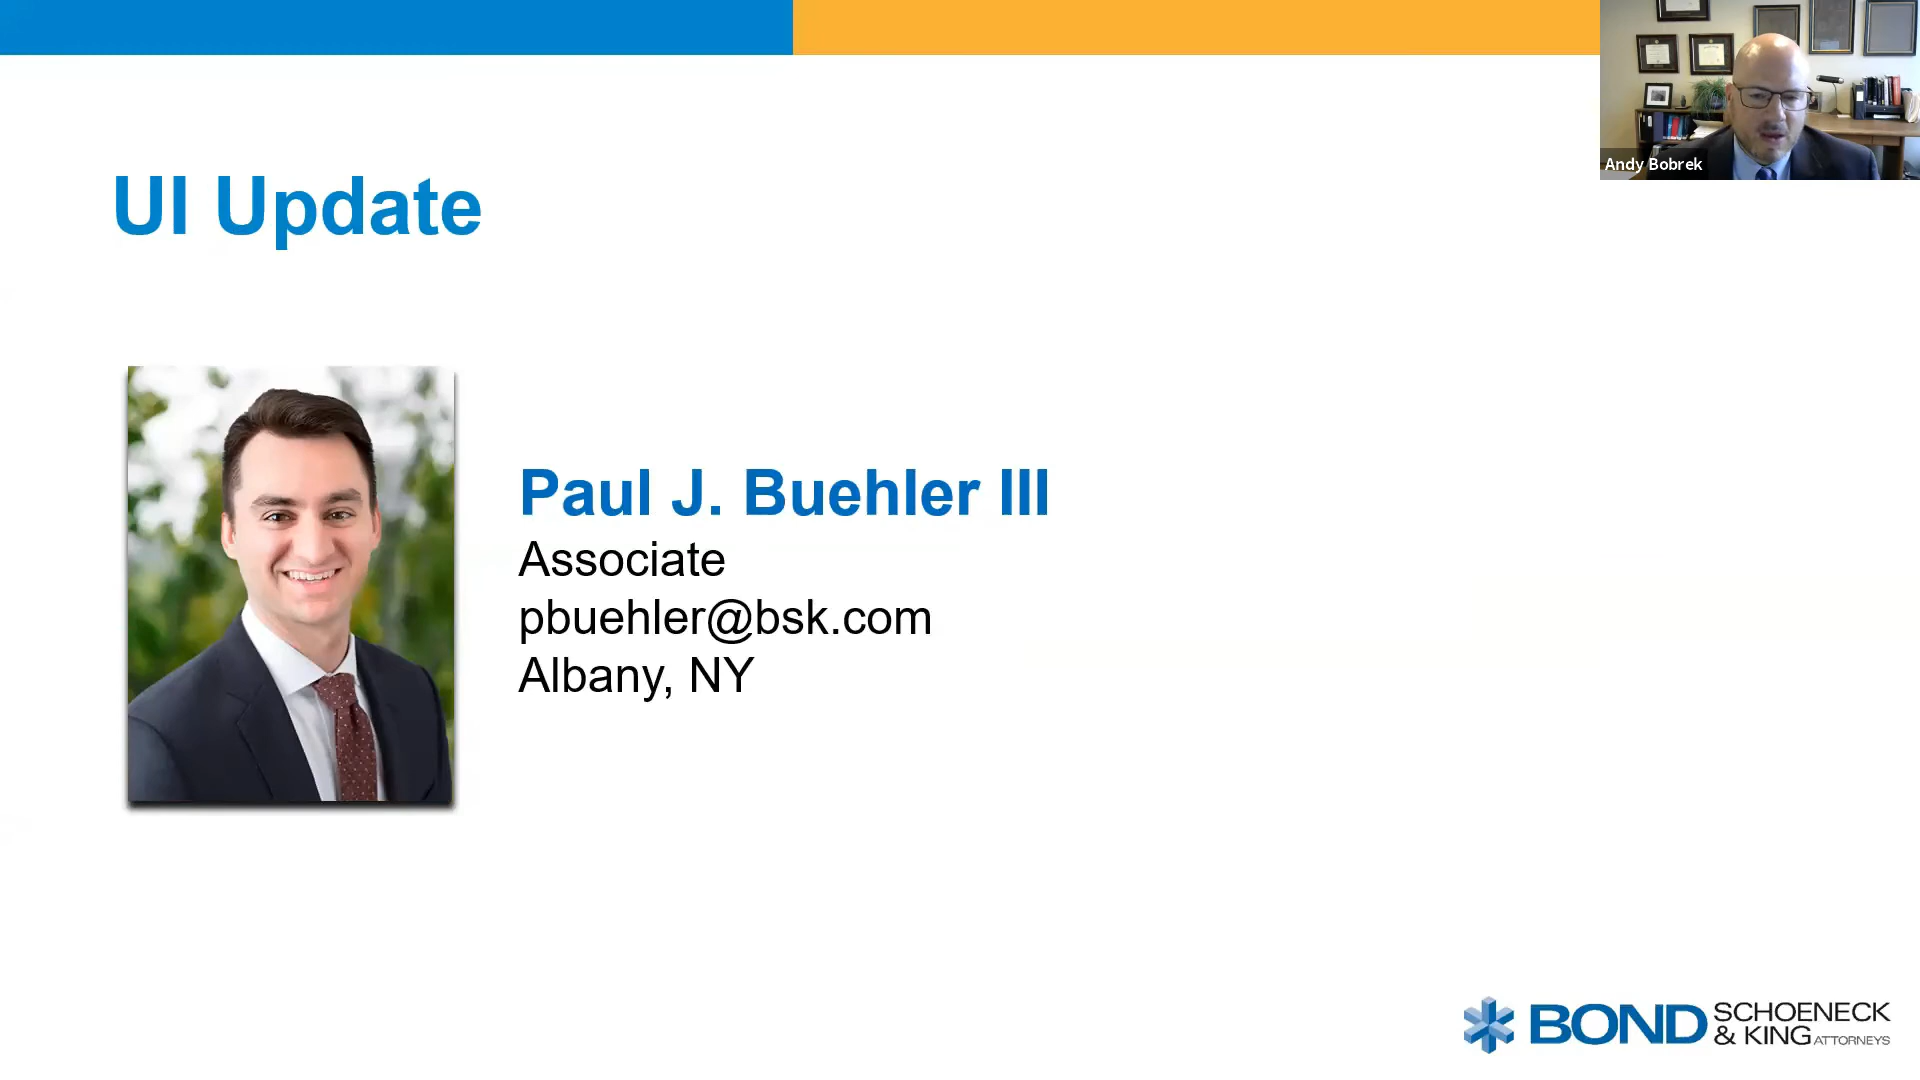 UI Update
Andy Bobrek
Paul J. Buehler III
Associate
pbuehler@bsk.com
Albany, NY
BOND SCHOENECK
& KING ATTORNEYS